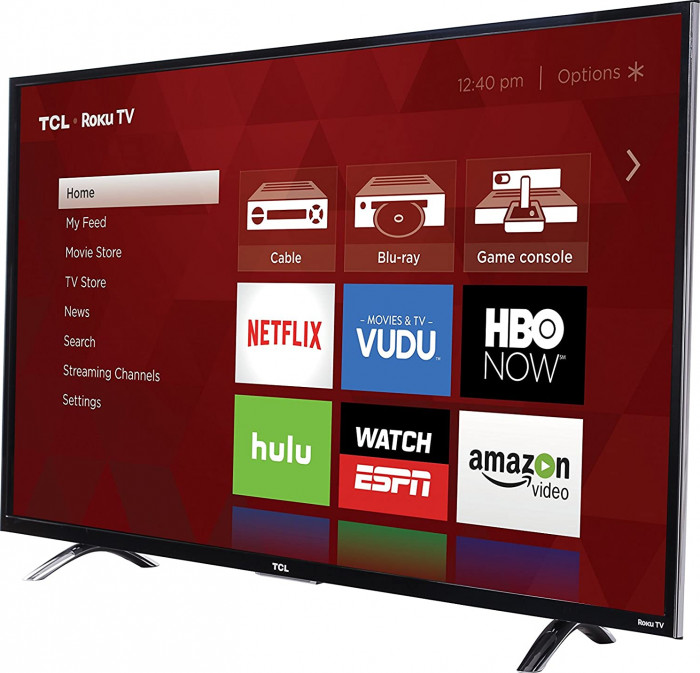 12:40 pm | Options *
TCL • Roku TV
Home
My Feed
Movie Store
TV Store
News
Search
Streaming Channels
Settings
Cable
Blu-ray
Game console
NETFLIX
- MOVIES & TV -
VUDU
HBO
NOW
hulu
WATCH
ESPN
amazon
video
TCL
Roku TV